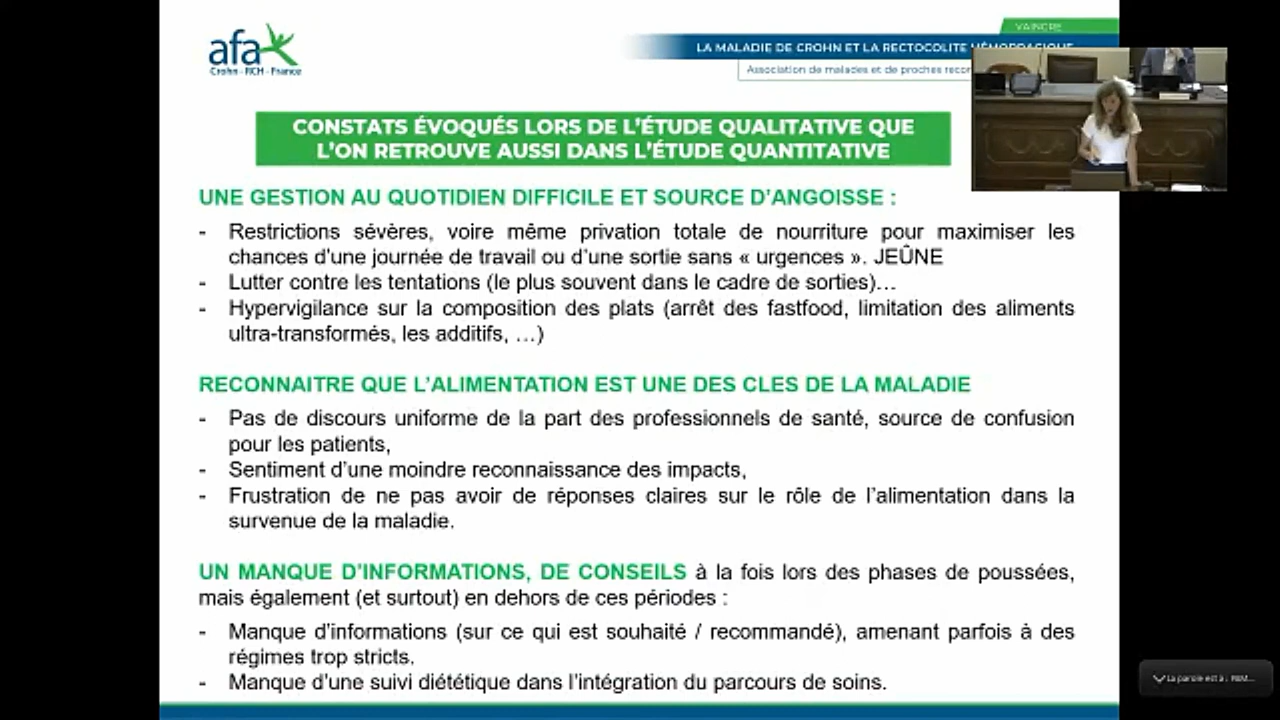 afa
Crohn - RCH - France
VAINCRE
LA MALADIE DE CROHN ET LA RECTOCOLITE HÉMORRAGIQUE
Association de malades et de proches
CONSTATS ÉVOQUÉS LORS DE L'ÉTUDE QUALITATIVE QUE
L'ON RETROUVE AUSSI DANS L'ÉTUDE QUANTITATIVE
UNE GESTION AU QUOTIDIEN DIFFICILE ET SOURCE D'ANGOISSE :
- Restrictions sévères, voire même privation totale de nourriture pour maximiser les
chances d'une journée de travail ou d'une sortie sans « urgences ». JEÛNE
- Lutter contre les tentations (le plus souvent dans le cadre de sorties)…
- Hypervigilance sur la composition des plats (arrêt des fastfood, limitation des aliments
ultra-transformés, les additifs, …)
RECONNAITRE QUE L'ALIMENTATION EST UNE DES CLES DE LA MALADIE
- Pas de discours uniforme de la part des professionnels de santé, source de confusion
pour les patients,
- Sentiment d'une moindre reconnaissance des impacts,
- Frustration de ne pas avoir de réponses claires sur le rôle de l'alimentation dans la
survenue de la maladie.
UN MANQUE D'INFORMATIONS, DE CONSEILS à la fois lors des phases de poussées,
mais également (et surtout) en dehors de ces périodes :
- Manque d'informations (sur ce qui est souhaité / recommandé), amenant parfois à des
régimes trop stricts.
- Manque d'une suivi diététique dans l'intégration du parcours de soins.
La parole est à :